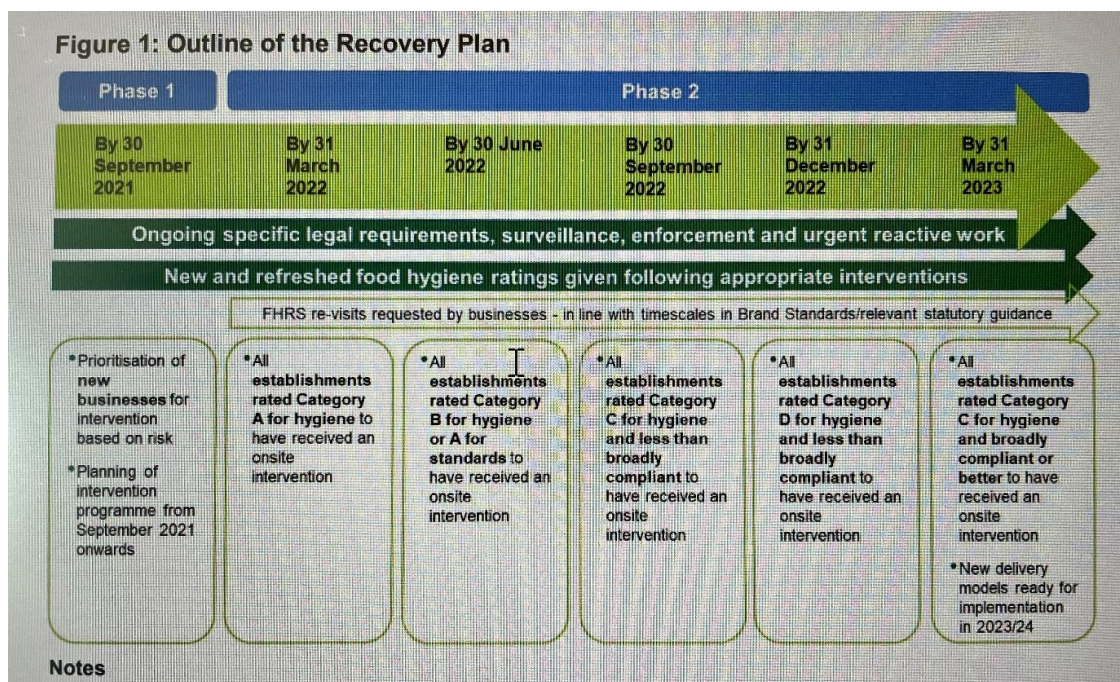 Figure 1: Outline of the Recovery Plan
Phase 1
Phase 2
By 30
September
2021
By 31
March
2022
By 30 June
2022
By 30
September
2022
By 31
December
2022
By 31
March
2023
Ongoing specific legal requirements, surveillance, enforcement and urgent reactive work
New and refreshed food hygiene ratings given following appropriate interventions
FHRS re-visits requested by businesses - in line with timescales in Brand Standards/relevant statutory guidance
•Prioritisation of
new
businesses for
intervention
based on risk
•Planning of
intervention
programme from
September 2021
onwards
•All
establishments
rated Category
A for hygiene to
have received an
onsite
intervention
•All
establishments
rated Category
B for hygiene
or A for
standards to
have received an
onsite
intervention
•All
establishments
rated Category
C for hygiene
and less than
broadly
compliant to
have received an
onsite
intervention
•All
establishments
rated Category
D for hygiene
and less than
broadly
compliant to
have received an
onsite
intervention
•All
establishments
rated Category
C for hygiene
and broadly
compliant or
better to have
received an
onsite
intervention
•New delivery
models ready for
implementation
in 2023/24
Notes